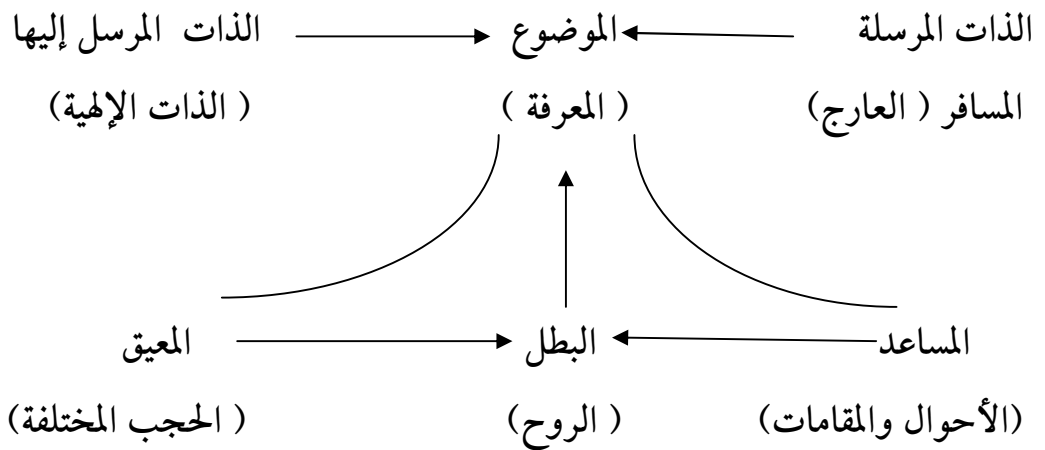 الذات المرسلة الموضوع الذات المرسل إليها
المسافر ( العارج) ( المعرفة ) ( الذات الإلهية)
المساعد البطل المعيق
(الأحوال والمقامات) ( الروح) ( الحجب المختلفة)